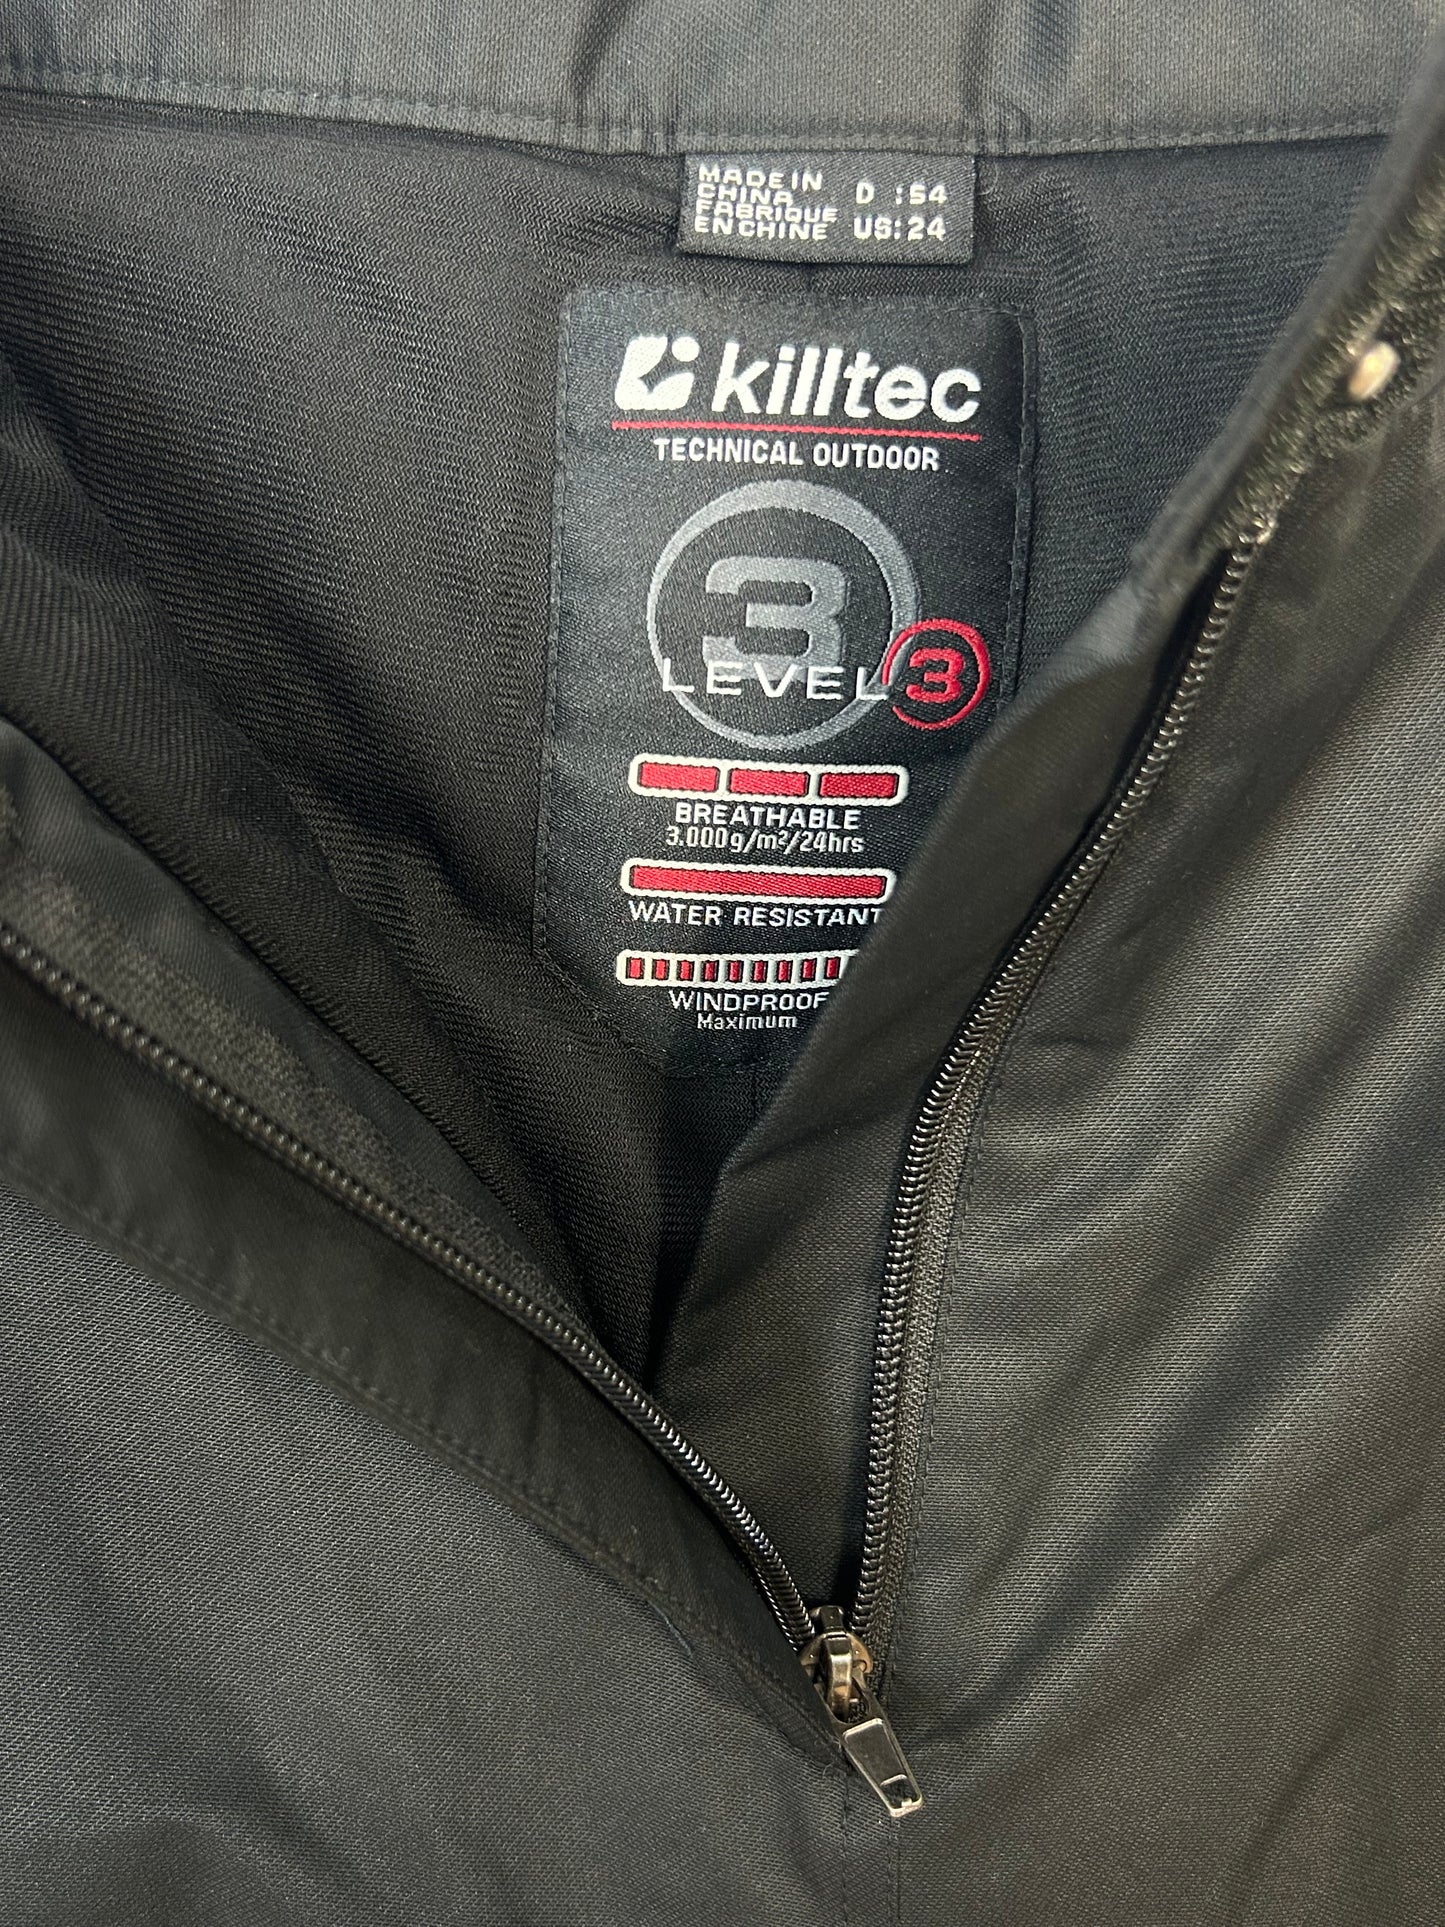 MADE IN
CHINA
FABRIQUE
EN CHINE
D :54
US:24
killtec
TECHNICAL OUTDOOR
3
LEVEL 3
BREATHABLE
3.000g/m²/24hrs
WATER RESISTANT
WINDPROOF
Maximum